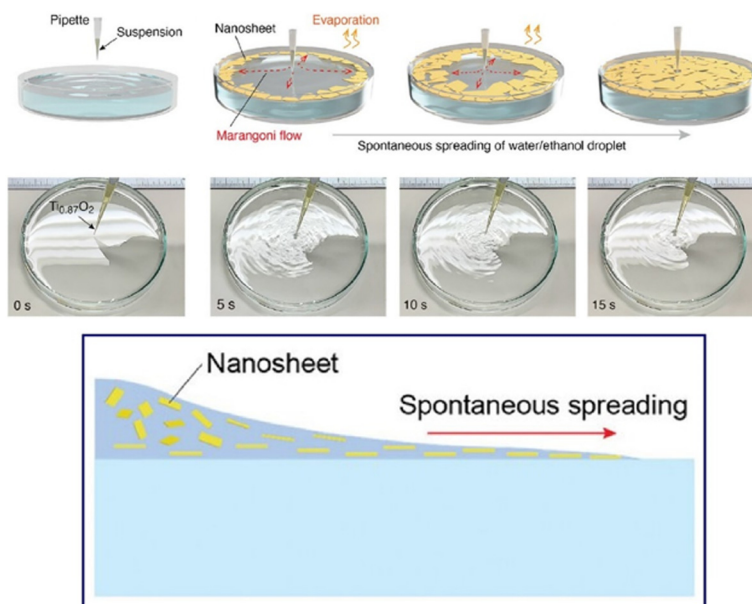 Pipette
Suspension
Nanosheet
Evaporation
Marangoni flow
Spontaneous spreading of water/ethanol droplet
Ti0.87O2
0 s
5 s
10 s
15 s
Nanosheet
Spontaneous spreading